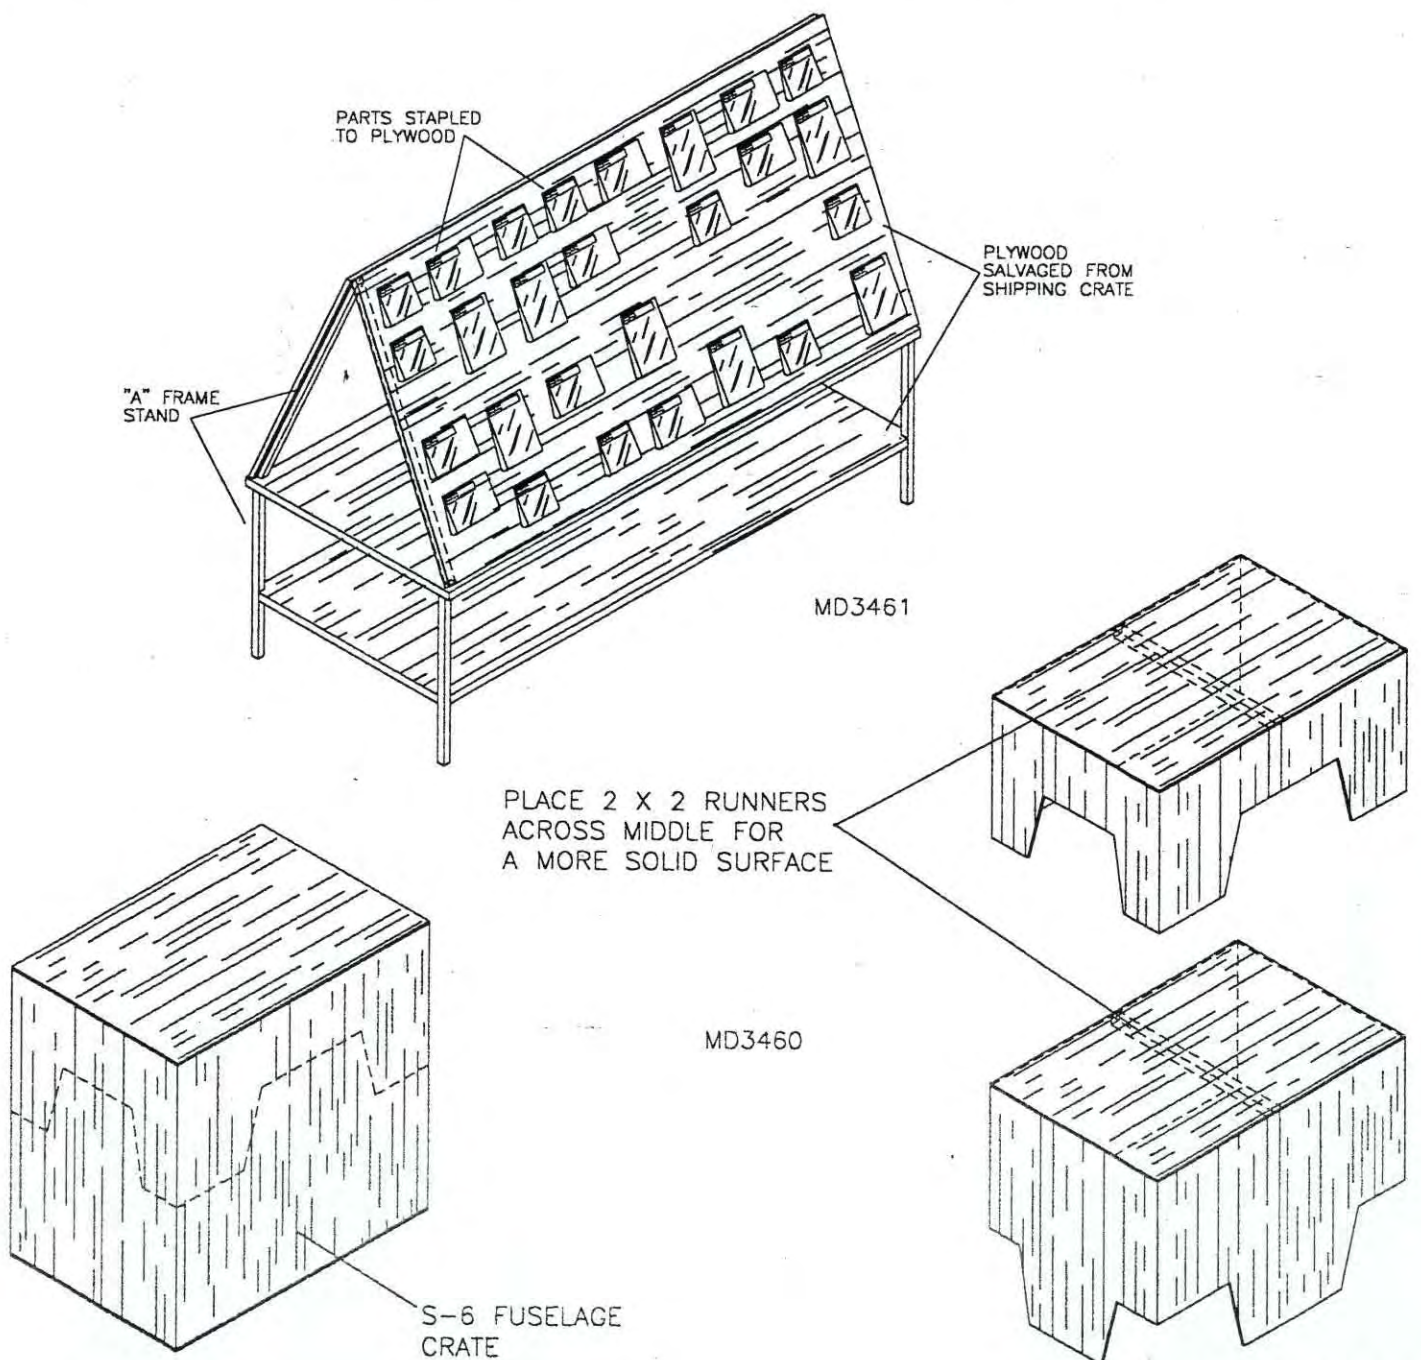 PARTS STAPLED
TO PLYWOOD
PLYWOOD
SALVAGED FROM
SHIPPING CRATE
"A" FRAME
STAND
MD3461
PLACE 2 X 2 RUNNERS
ACROSS MIDDLE FOR
A MORE SOLID SURFACE
MD3460
S-6 FUSELAGE
CRATE